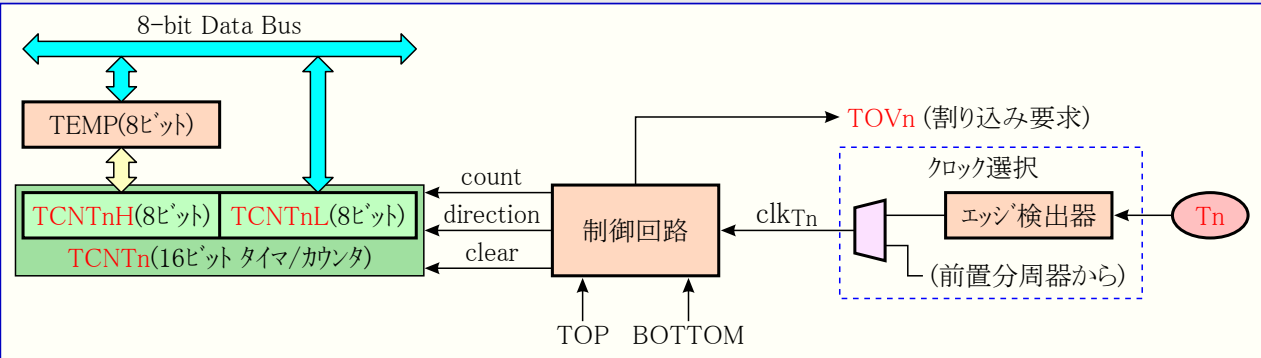 8-bit Data Bus
TEMP(8ﾋﾞｯﾄ)
TOVn (割り込み要求)
クロック選択
TCNTnH(8ﾋﾞｯﾄ)
TCNTnL(8ﾋﾞｯﾄ)
count
direction
clear
制御回路
clkTn
エッジ検出器
Tn
TCNTn(16ﾋﾞｯﾄ タイマ/カウンタ)
(前置分周器から)
TOP
BOTTOM